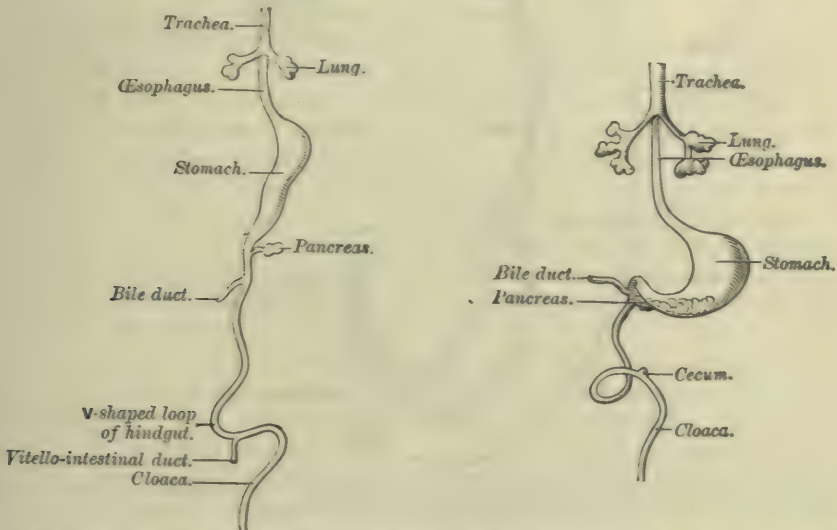 Trachea.
Lung.
Œsophagus.
Stomach.
Pancreas.
Bile duct.
V-shaped loop
of hindgut.
Vitello-intestinal duct.
Cloaca.
Trachea.
Lung.
Œsophagus.
Stomach.
Bile duct.
Pancreas.
Cecum.
Cloaca.